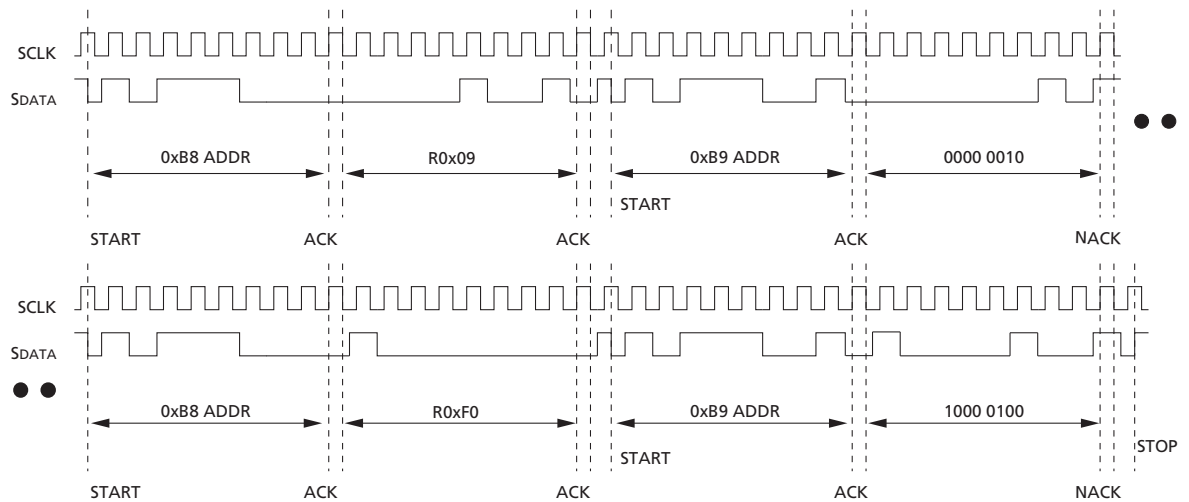 SCLK
SDATA
0xB8 ADDR R0x09 0xB9 ADDR 0000 0010
START
START ACK ACK ACK NACK
SCLK
SDATA
0xB8 ADDR R0xF0 0xB9 ADDR 1000 0100
START STOP
START ACK ACK ACK NACK